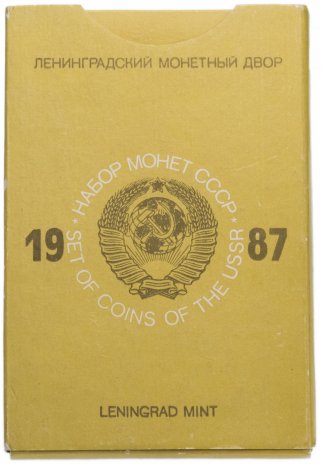 ЛЕНИНГРАДСКИЙ МОНЕТНЫЙ ДВОР
* НАБОР МОНЕТ СССР *
19 87
SET OF COINS OF THE USSR
LENINGRAD MINT